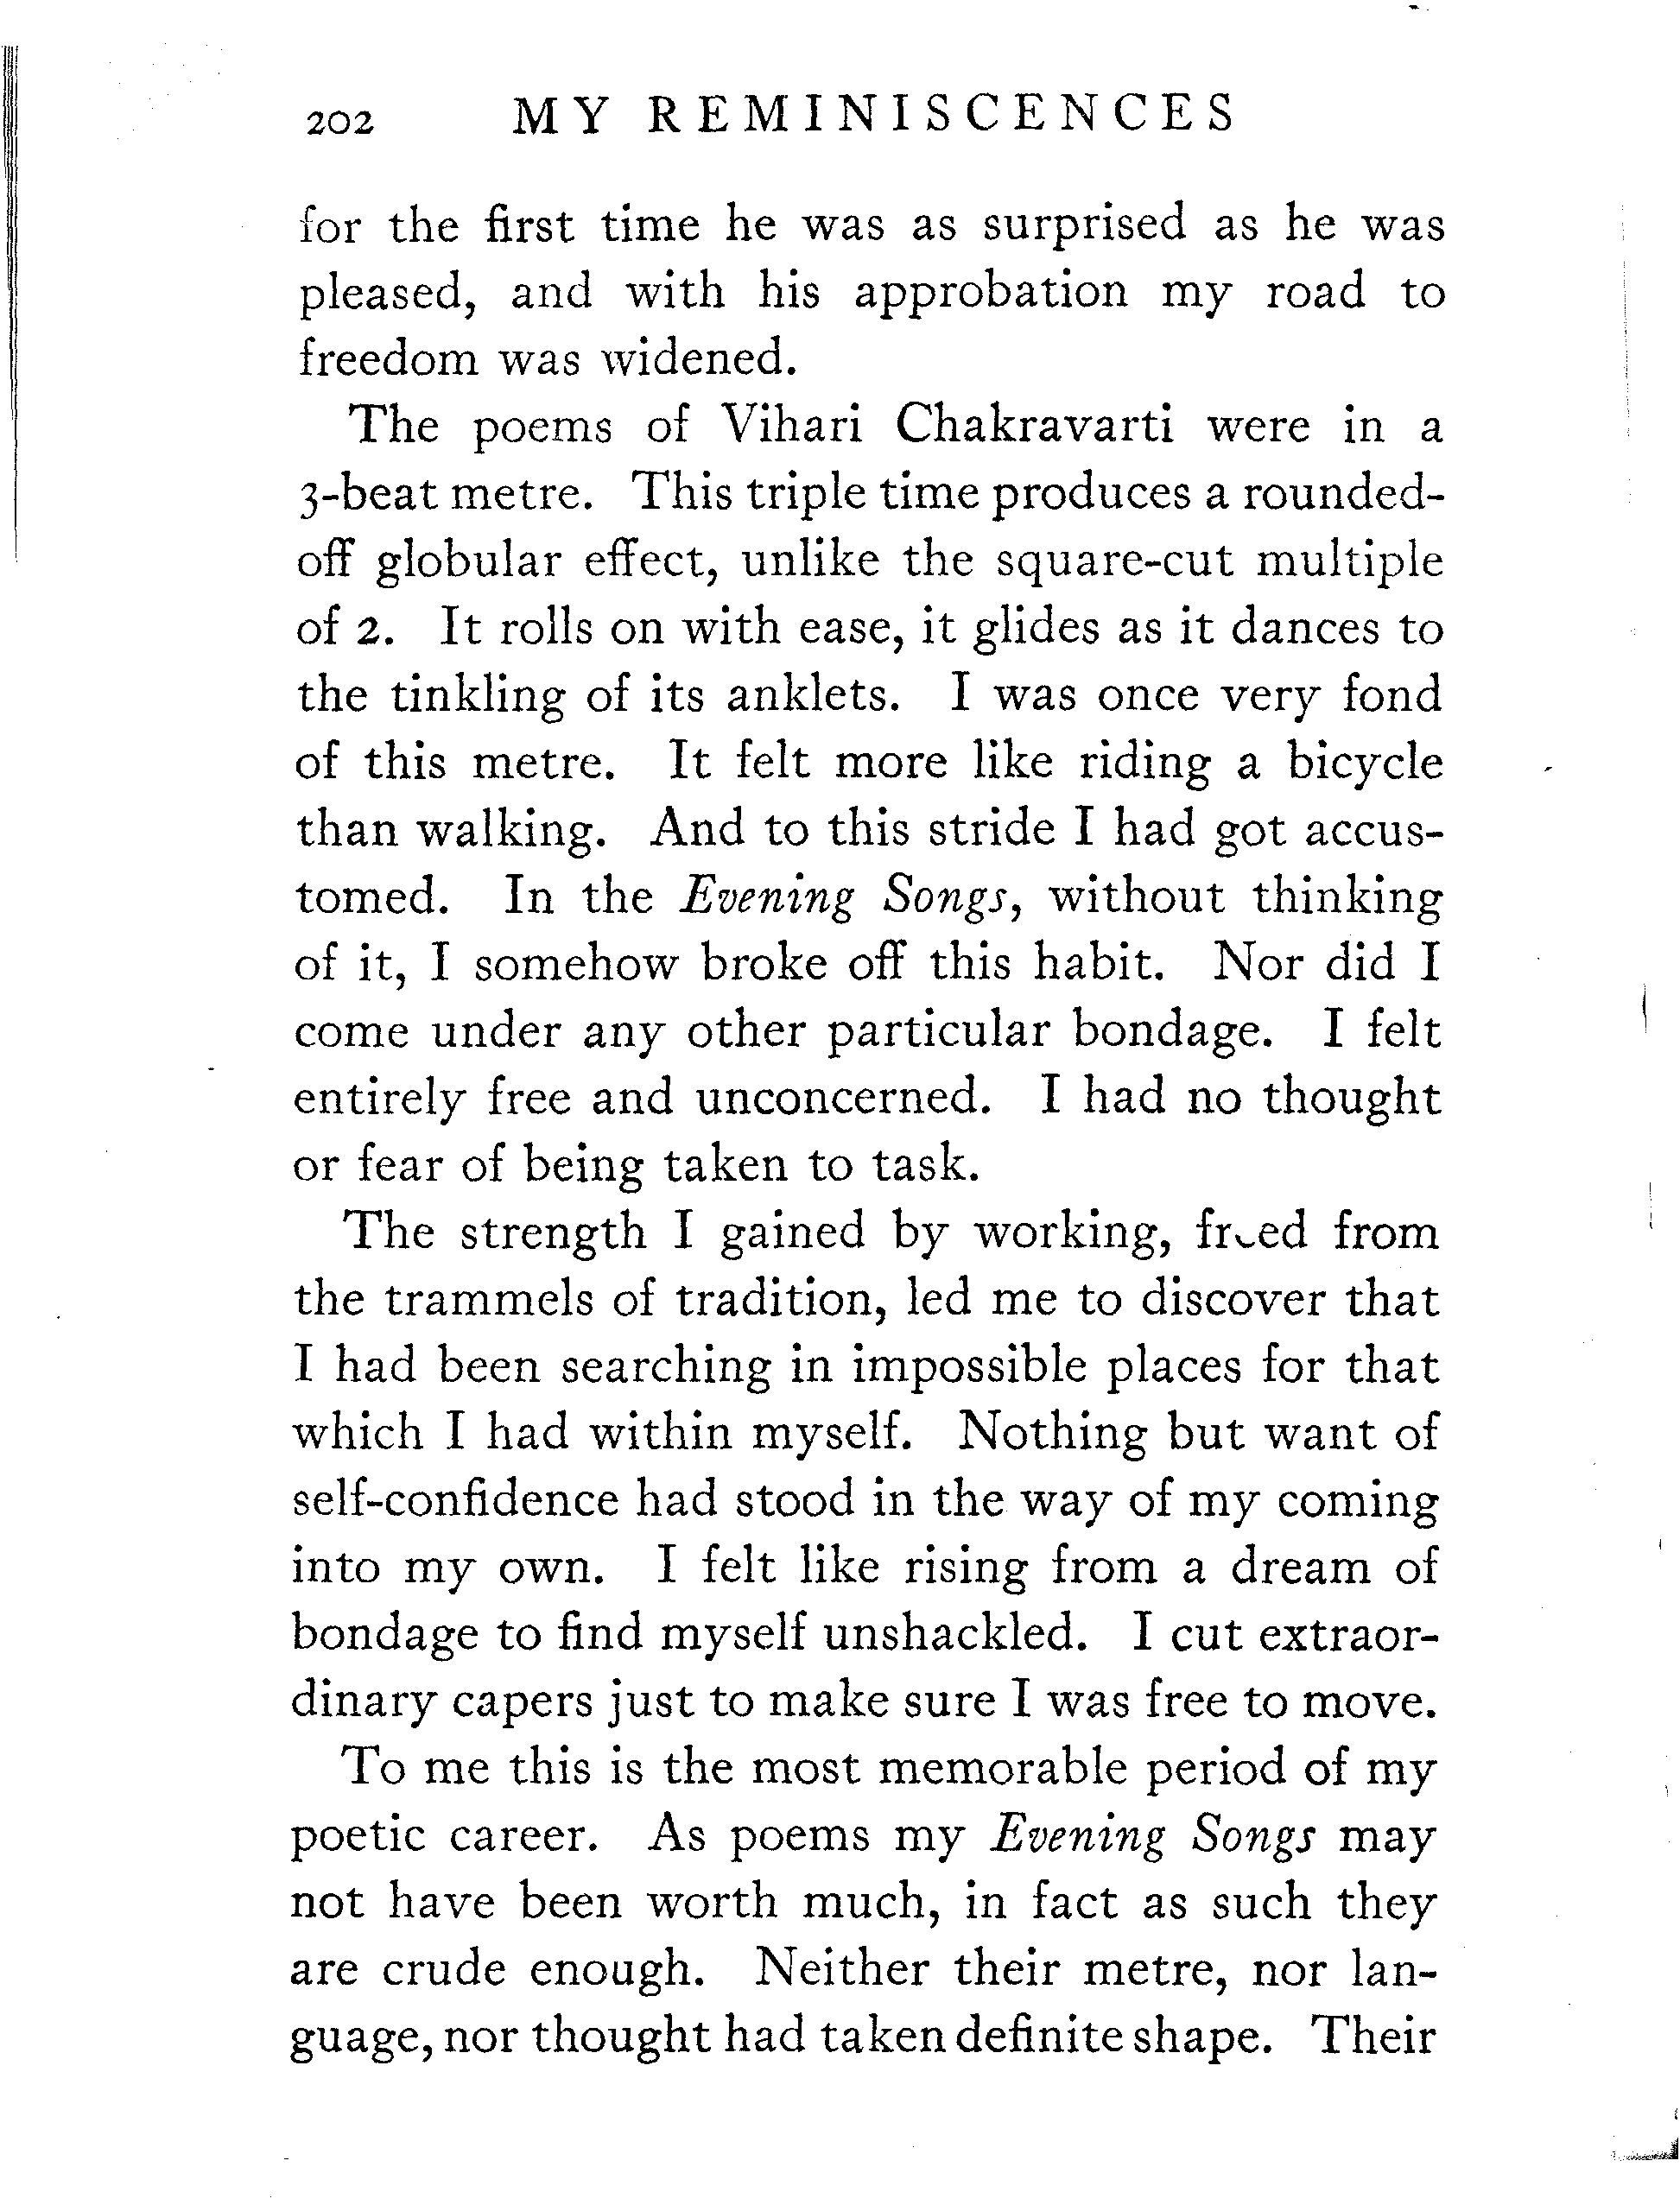 202 MY REMINISCENCES
for the first time he was as surprised as he was
pleased, and with his approbation my road to
freedom was widened.
The poems of Vihari Chakravarti were in a
3-beat metre. This triple time produces a rounded-
off globular effect, unlike the square-cut multiple
of 2. It rolls on with ease, it glides as it dances to
the tinkling of its anklets. I was once very fond
of this metre. It felt more like riding a bicycle
than walking. And to this stride I had got accus-
tomed. In the Evening Songs, without thinking
of it, I somehow broke off this habit. Nor did I
come under any other particular bondage. I felt
entirely free and unconcerned. I had no thought
or fear of being taken to task.
The strength I gained by working, freed from
the trammels of tradition, led me to discover that
I had been searching in impossible places for that
which I had within myself. Nothing but want of
self-confidence had stood in the way of my coming
into my own. I felt like rising from a dream of
bondage to find myself unshackled. I cut extraor-
dinary capers just to make sure I was free to move.
To me this is the most memorable period of my
poetic career. As poems my Evening Songs may
not have been worth much, in fact as such they
are crude enough. Neither their metre, nor lan-
guage, nor thought had taken definite shape. Their